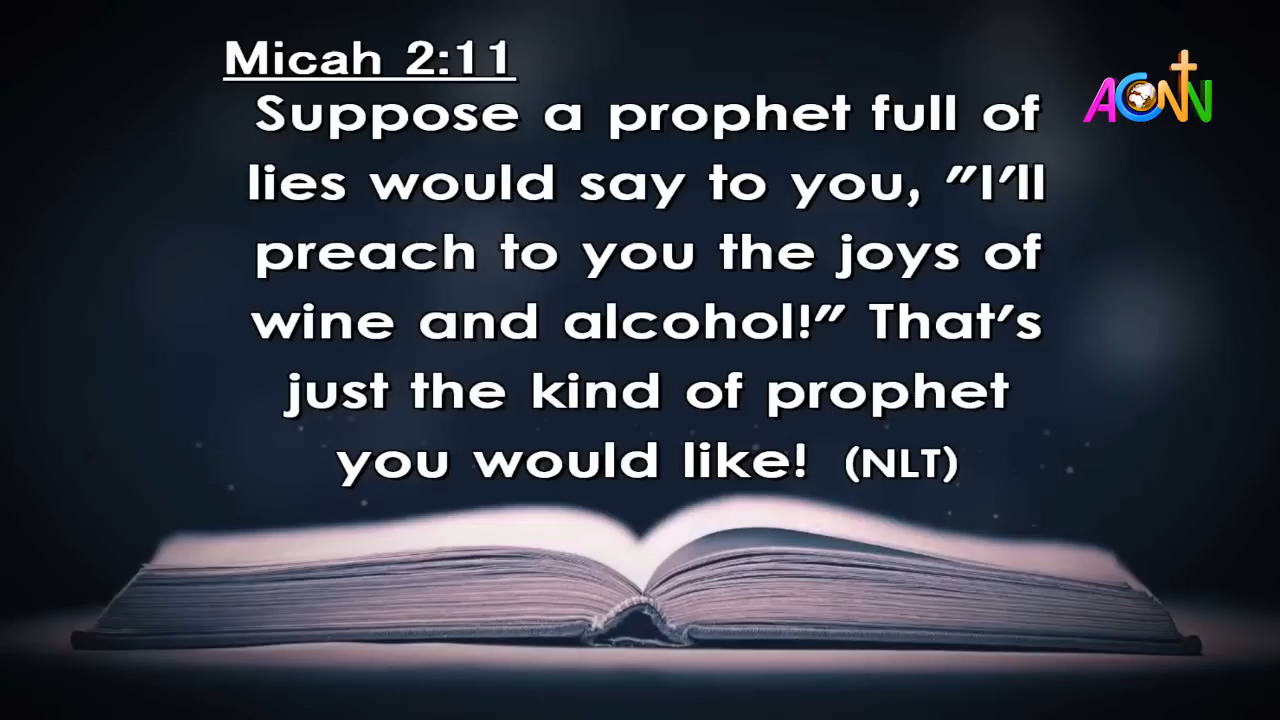 Micah 2:11
Suppose a prophet full of
lies would say to you, "I'll
preach to you the joys of
wine and alcohol!" That's
just the kind of prophet
you would like! (NLT)
ACNN